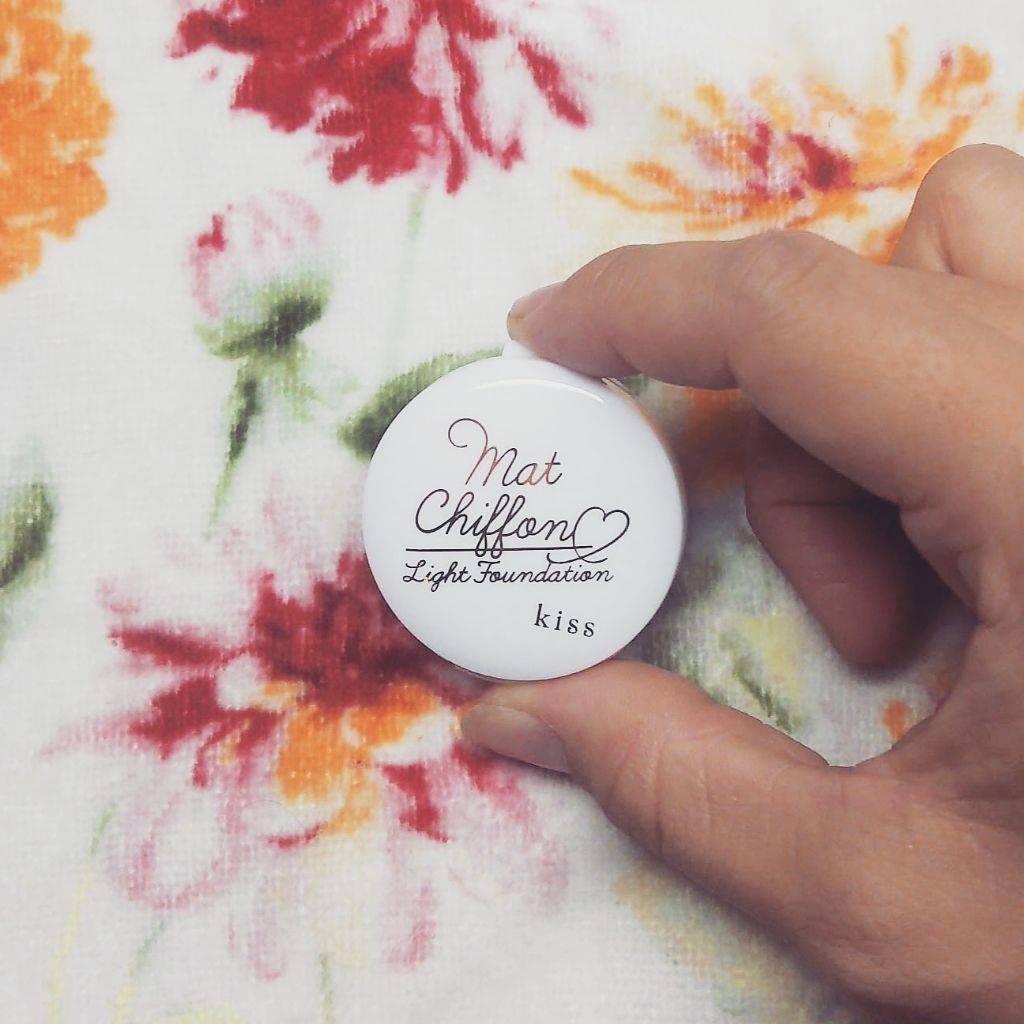 Mat
Chiffon
Light Foundation
kiss